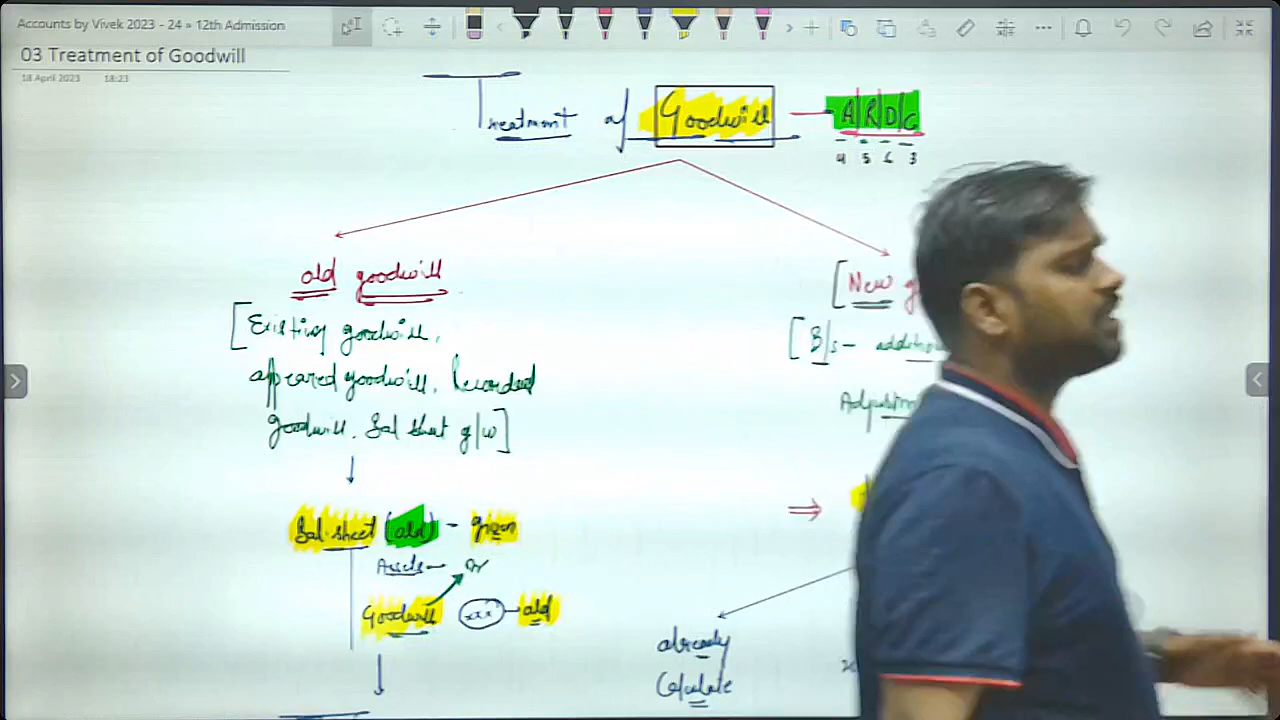 Accounts by Vivek 2023 - 24 » 12th Admission
03 Treatment of Goodwill
18 April 2023 18:23
Treatment of Goodwill — A/R/D/C
4 5 6 3
old goodwill
[Existing goodwill,
appeared goodwill, Recorded
goodwill, Bal sheet g/w]
Bal. sheet (old) - given
Assets -
Goodwill xxx - old
[New
[B/s - addition
already
Calculate